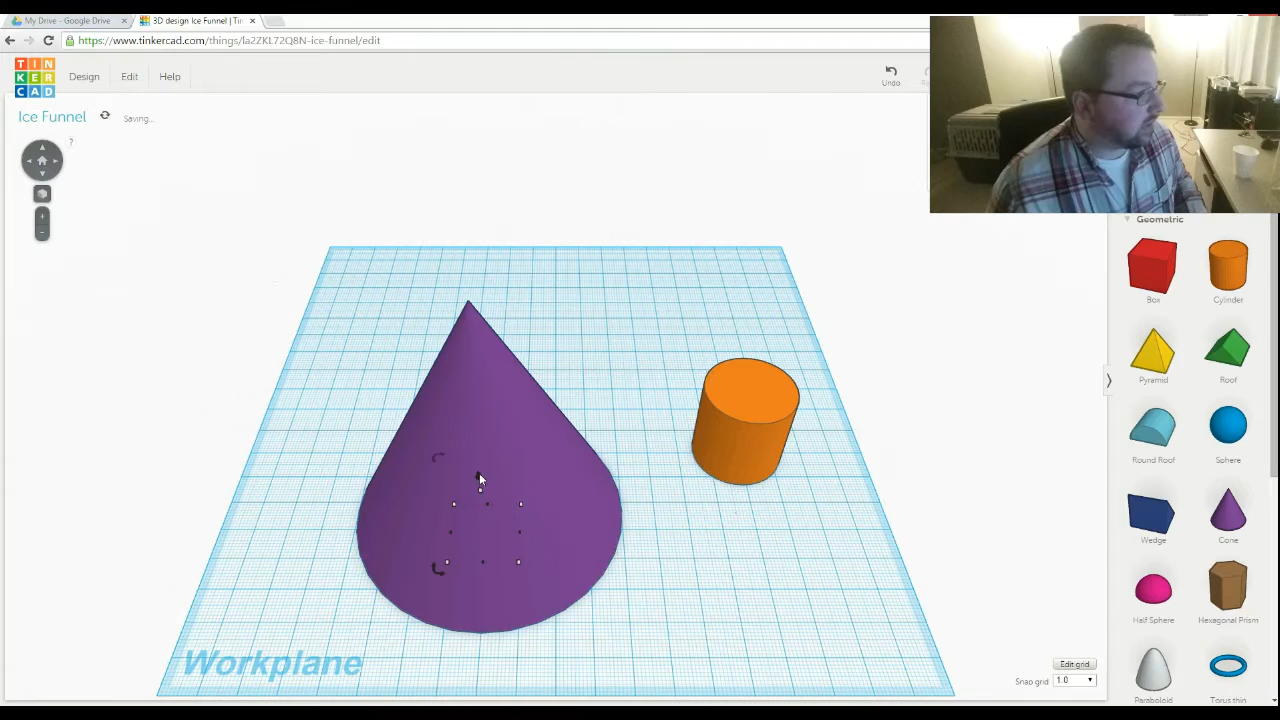 My Drive - Google Drive
3D design Ice Funnel | Tin
https://www.tinkercad.com/things/la2ZKL72Q8N-ice-funnel/edit
TIN
KER
CAD
Design
Edit
Help
Undo
Ice Funnel
Saving...
?
Geometric
Box
Cylinder
Pyramid
Roof
Round Roof
Sphere
Wedge
Cone
Half Sphere
Hexagonal Prism
Paraboloid
Torus thin
Workplane
Edit grid
Snap grid
1.0